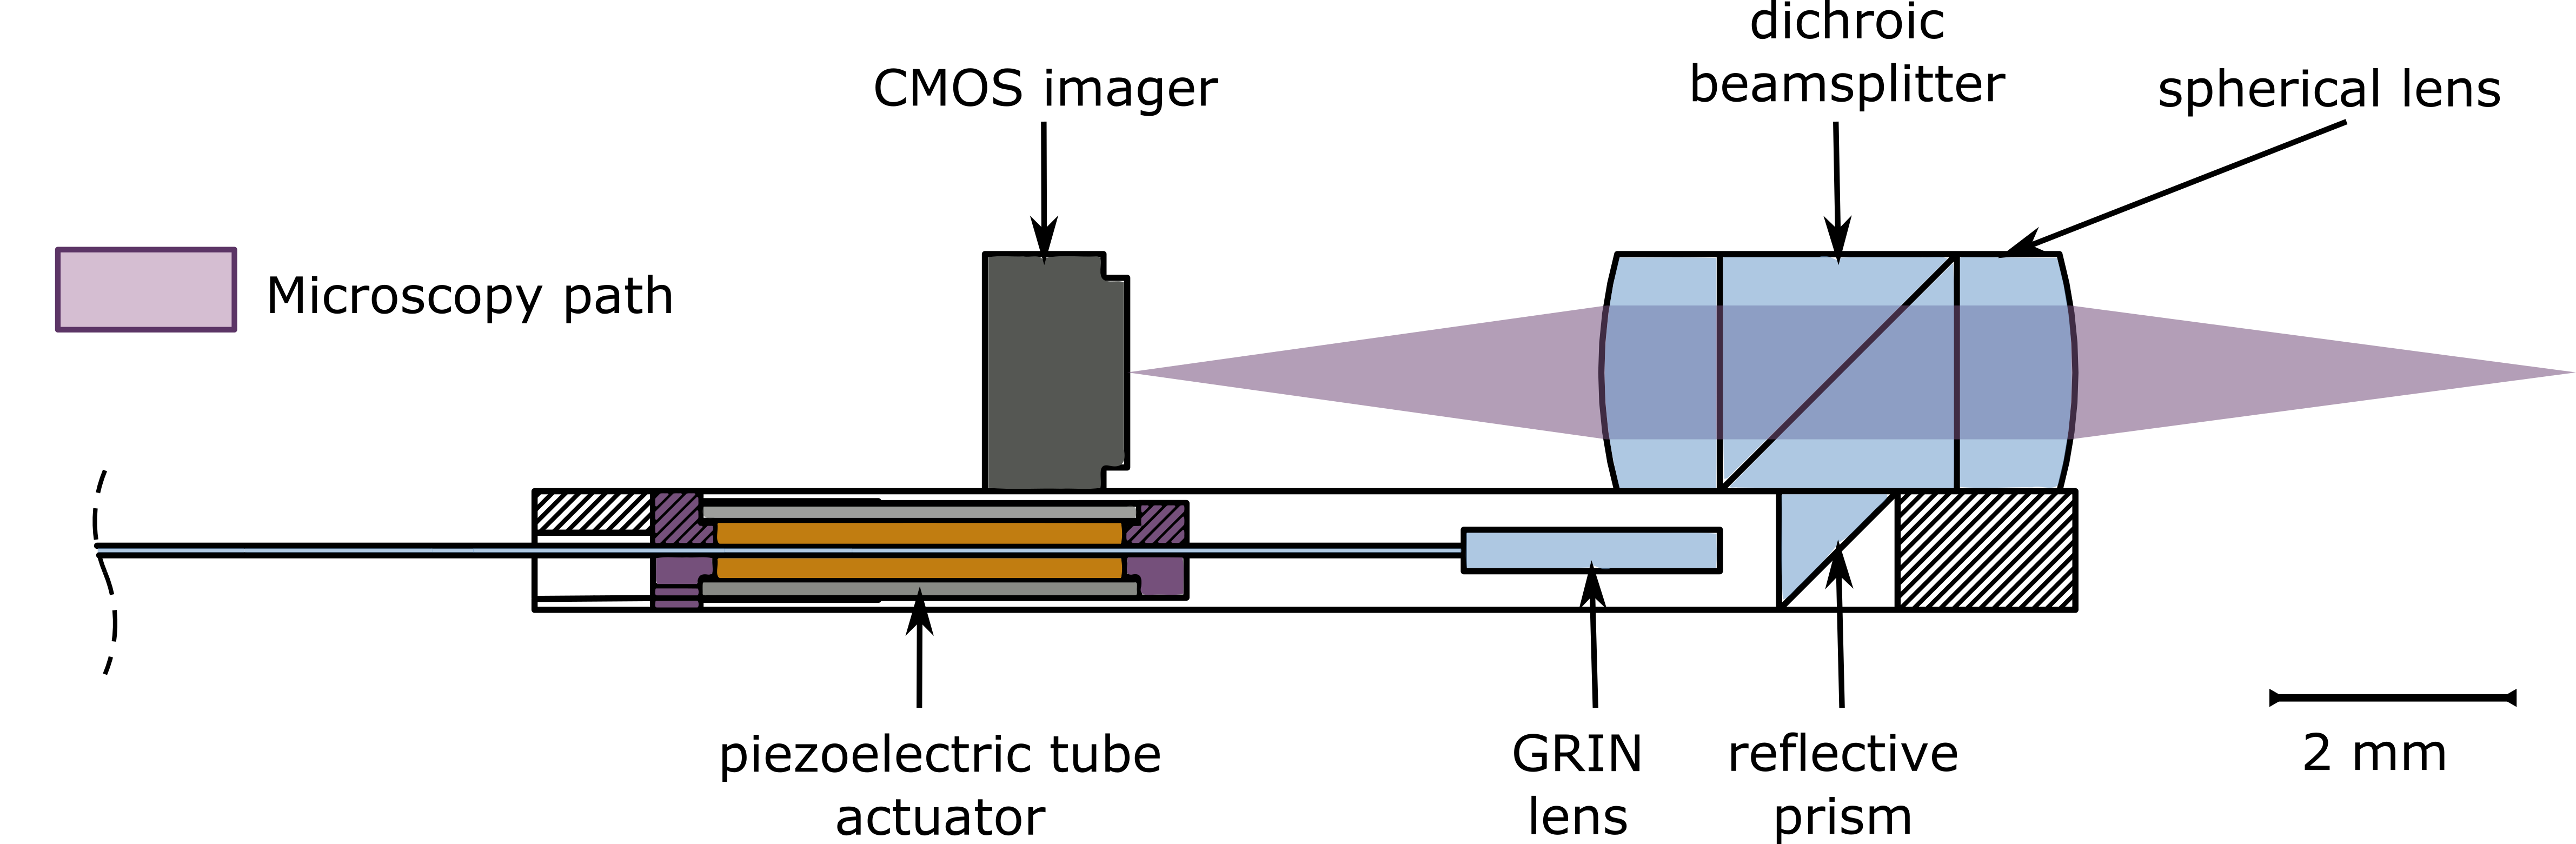 dichroic
beamsplitter
CMOS imager
spherical lens
Microscopy path
piezoelectric tube
actuator
GRIN
lens
reflective
prism
2 mm